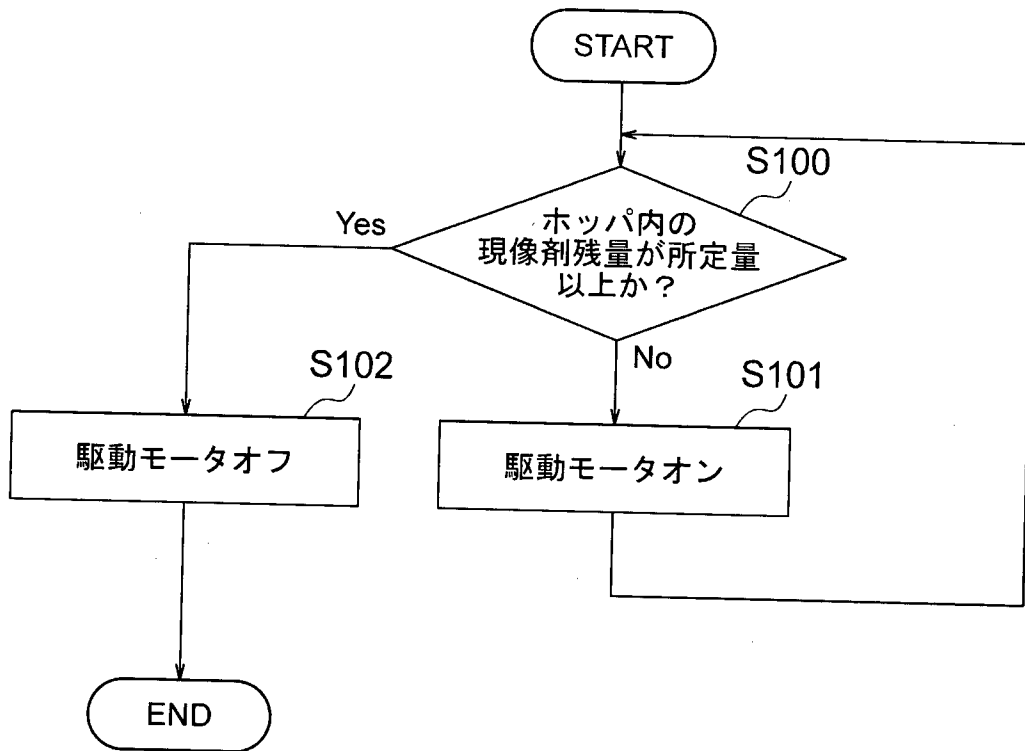 START
S100
Yes
ホッパ内の
現像剤残量が所定量
以上か？
No
S102
S101
駆動モータオフ
駆動モータオン
END